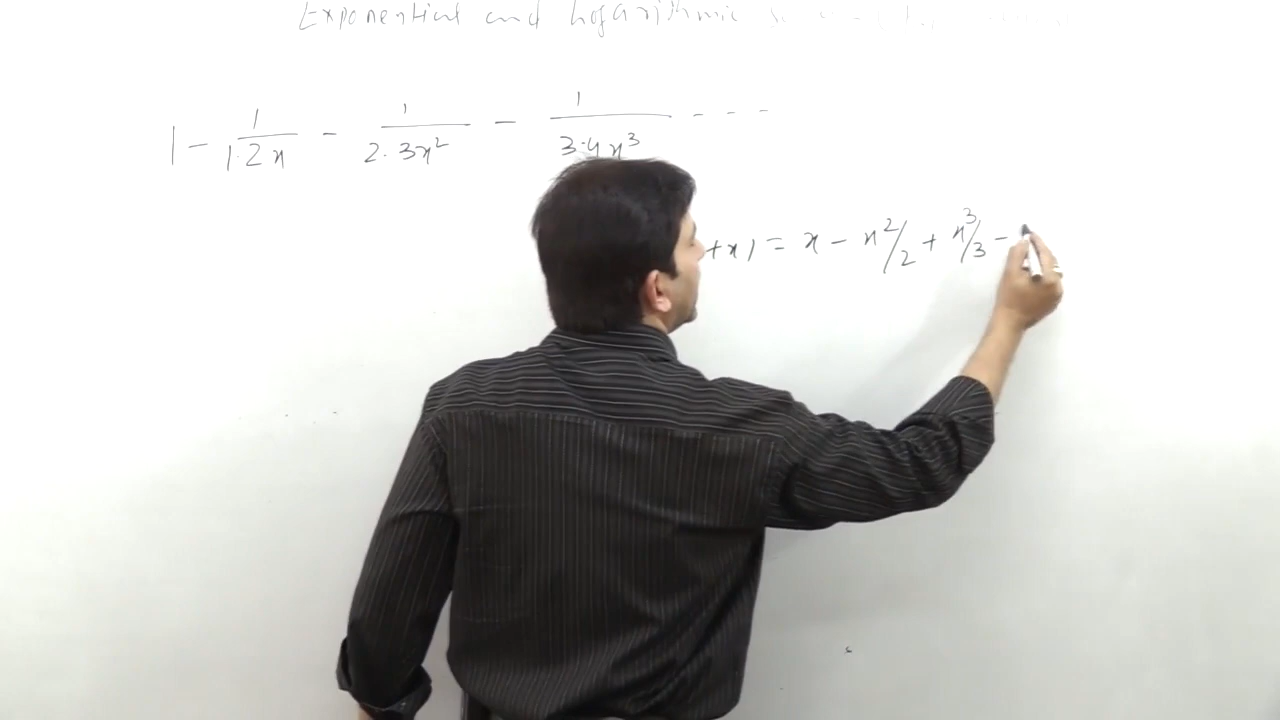 Exponential and Logarithmic
1 - 1/1.2x - 1/2.3x² - 1/3.4x³ - - -
+x) = x - x²/2 + x³/3 -